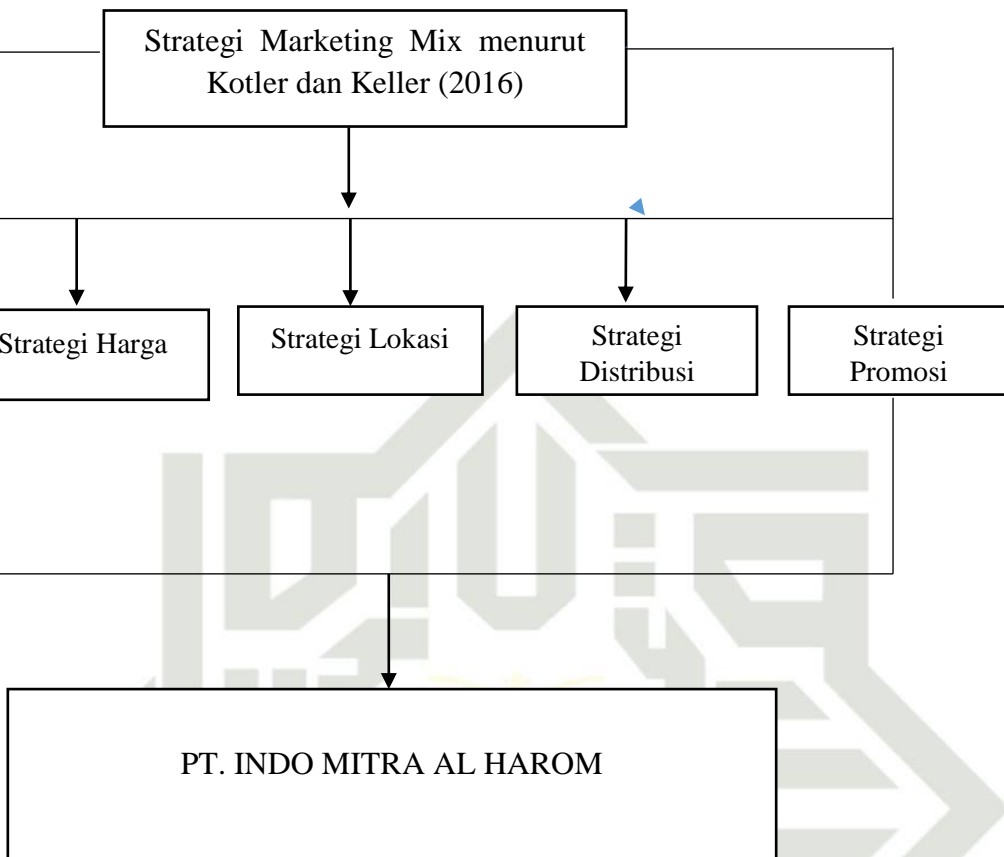 Strategi Marketing Mix menurut
Kotler dan Keller (2016)
Strategi Harga
Strategi Lokasi
Strategi
Distribusi
Strategi
Promosi
PT. INDO MITRA AL HAROM